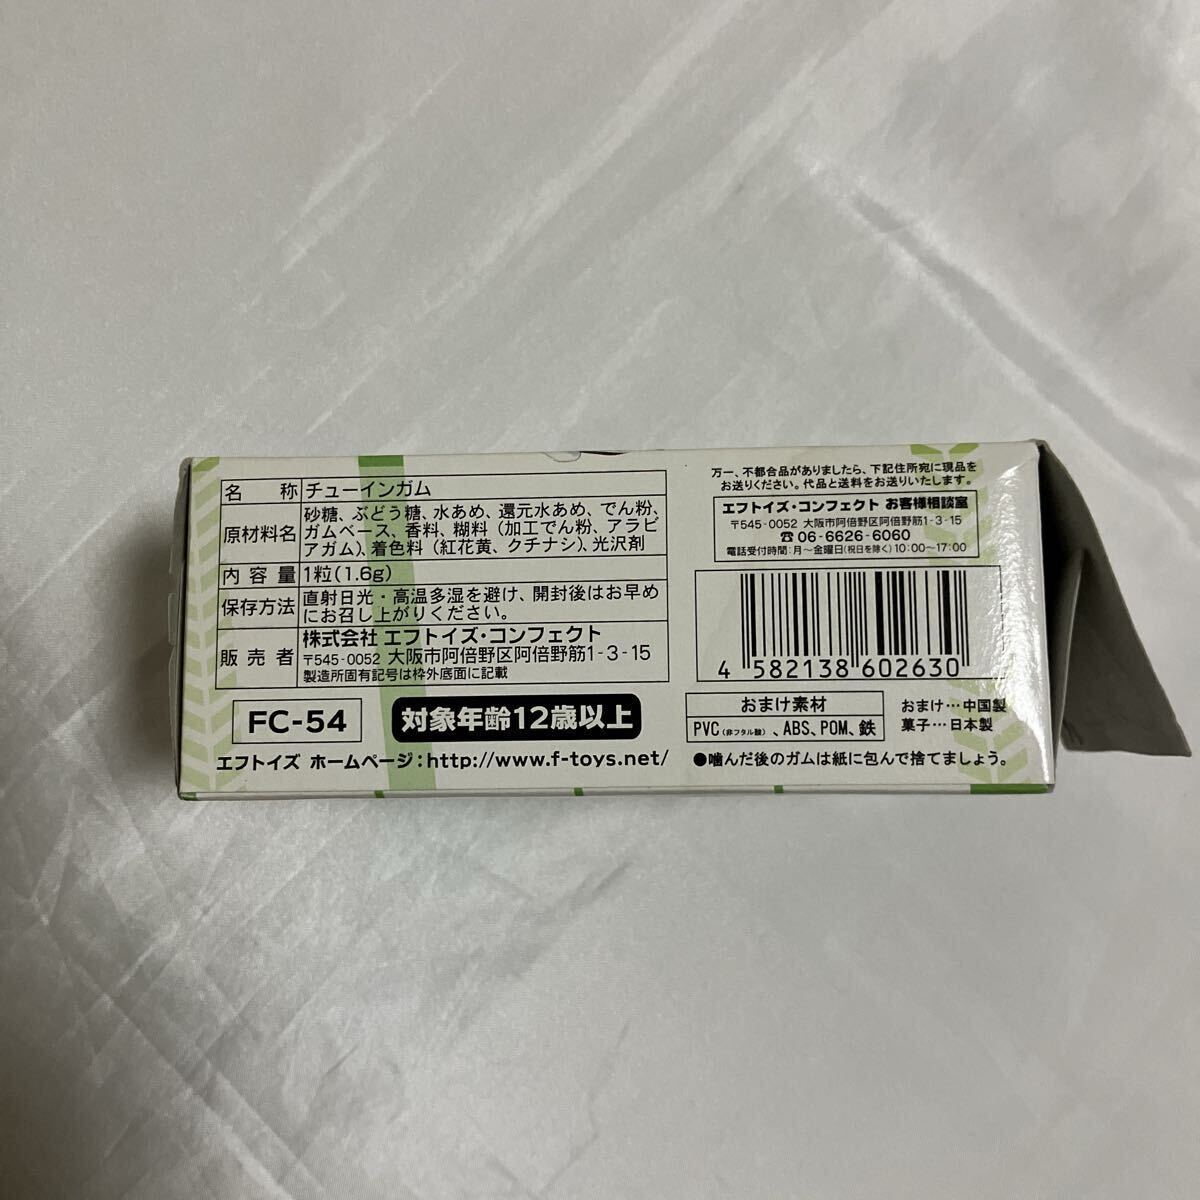 名　称 チューインガム
原材料名 砂糖、ぶどう糖、水あめ、還元水あめ、でん粉、
ガムベース、香料、糊料（加工でん粉、アラビ
アガム）、着色料（紅花黄、クチナシ）、光沢剤
内容量 1粒(1.6g)
保存方法 直射日光・高温多湿を避け、開封後はお早め
にお召し上がりください。
販売者 株式会社 エフトイズ・コンフェクト
〒545-0052 大阪市阿倍野区阿倍野筋1-3-15
製造所固有記号は枠外底面に記載
FC-54
対象年齢12歳以上
エフトイズ ホームページ：http://www.f-toys.net/
万一、不都合品がありましたら、下記住所宛に現品を
お送りください。代品と送料をお送りいたします。
エフトイズ・コンフェクト お客様相談室
〒545-0052 大阪市阿倍野区阿倍野筋1-3-15
☎06-6626-6060
電話受付時間：月〜金曜日(祝日を除く)10:00〜17:00
4 582138 602630
おまけ素材
PVC（非フタル酸）、ABS、POM、鉄
おまけ…中国製
菓子…日本製
●噛んだ後のガムは紙に包んで捨てましょう。